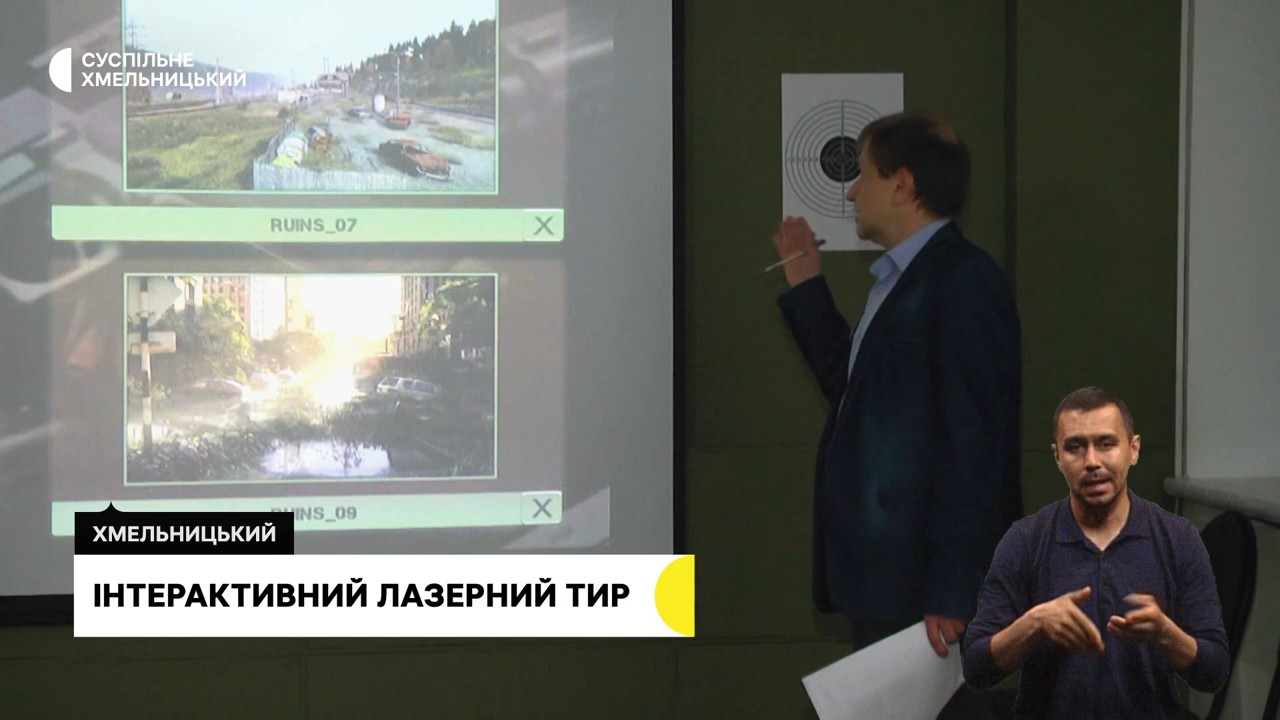 СУСПІЛЬНЕ
ХМЕЛЬНИЦЬКИЙ
RUINS_07
RUINS_09
ХМЕЛЬНИЦЬКИЙ
ІНТЕРАКТИВНИЙ ЛАЗЕРНИЙ ТИР